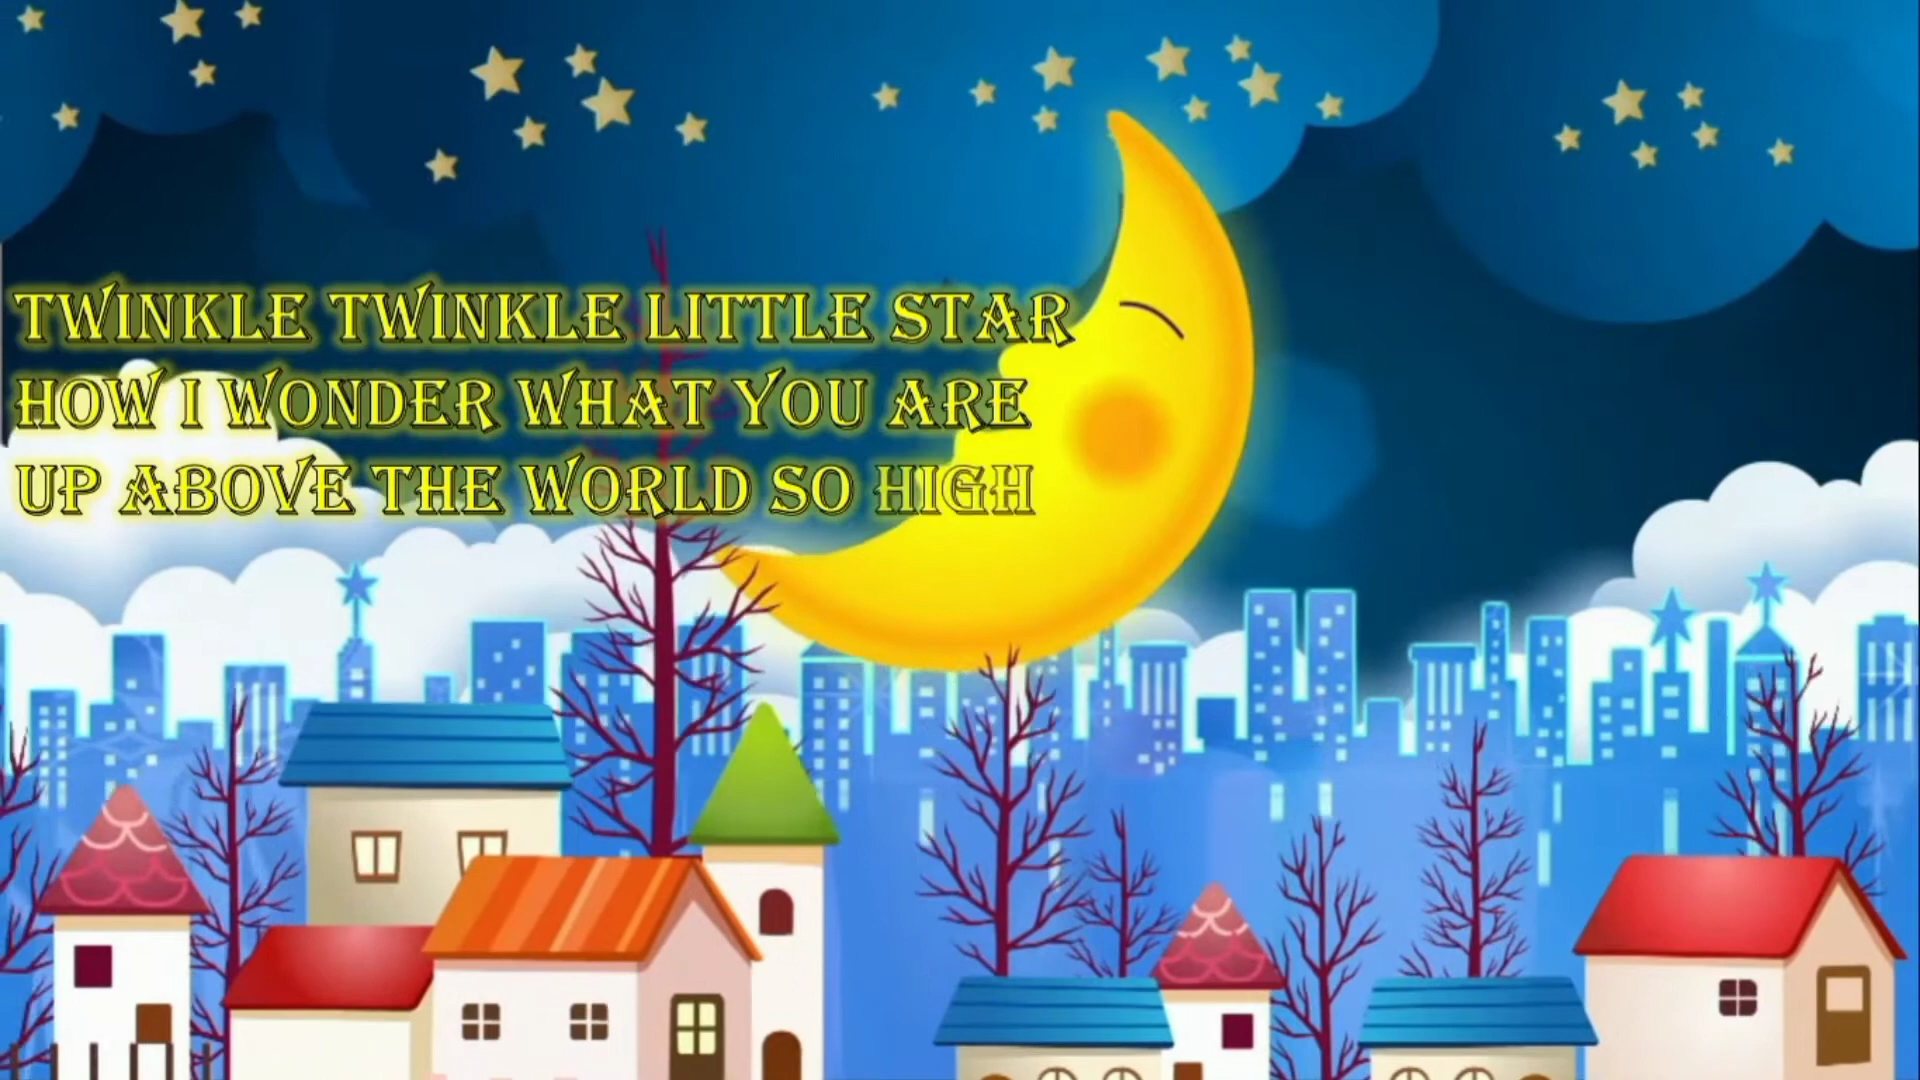 TWINKLE TWINKLE LITTLE STAR
HOW I WONDER WHAT YOU ARE
UP ABOVE THE WORLD SO HIGH